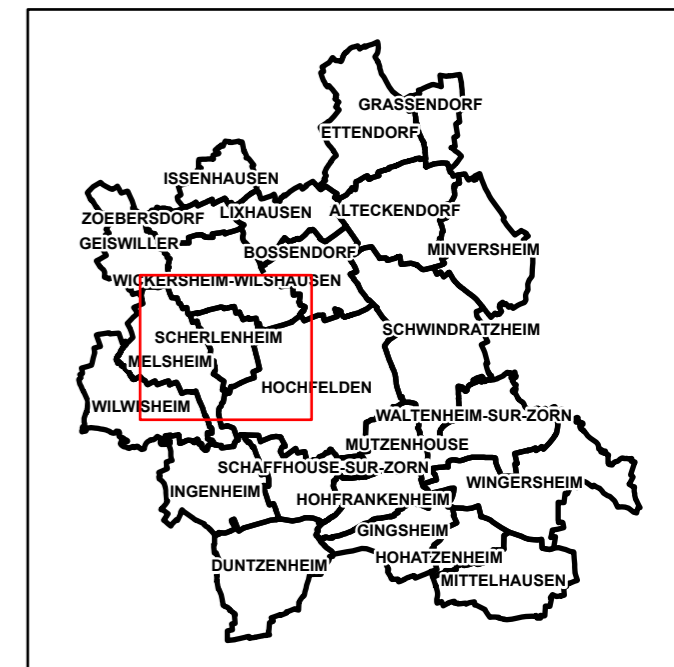 GRASSENDORF
ETTENDORF
ISSENHAUSEN
ZOEBERSDORF
LIXHAUSEN
ALTECKENDORF
GEISWILLER
BOSSENDORF
MINVERSHEIM
WICKERSHEIM-WILSHAUSEN
SCHWINDRATZHEIM
SCHERLENHEIM
MELSHEIM
HOCHFELDEN
WILWISHEIM
WALTENHEIM-SUR-ZORN
MUTZENHOUSE
SCHAFFHOUSE-SUR-ZORN
WINGERSHEIM
INGENHEIM
HOHFRANKENHEIM
GINGSHEIM
HOHATZENHEIM
DUNTZENHEIM
MITTELHAUSEN